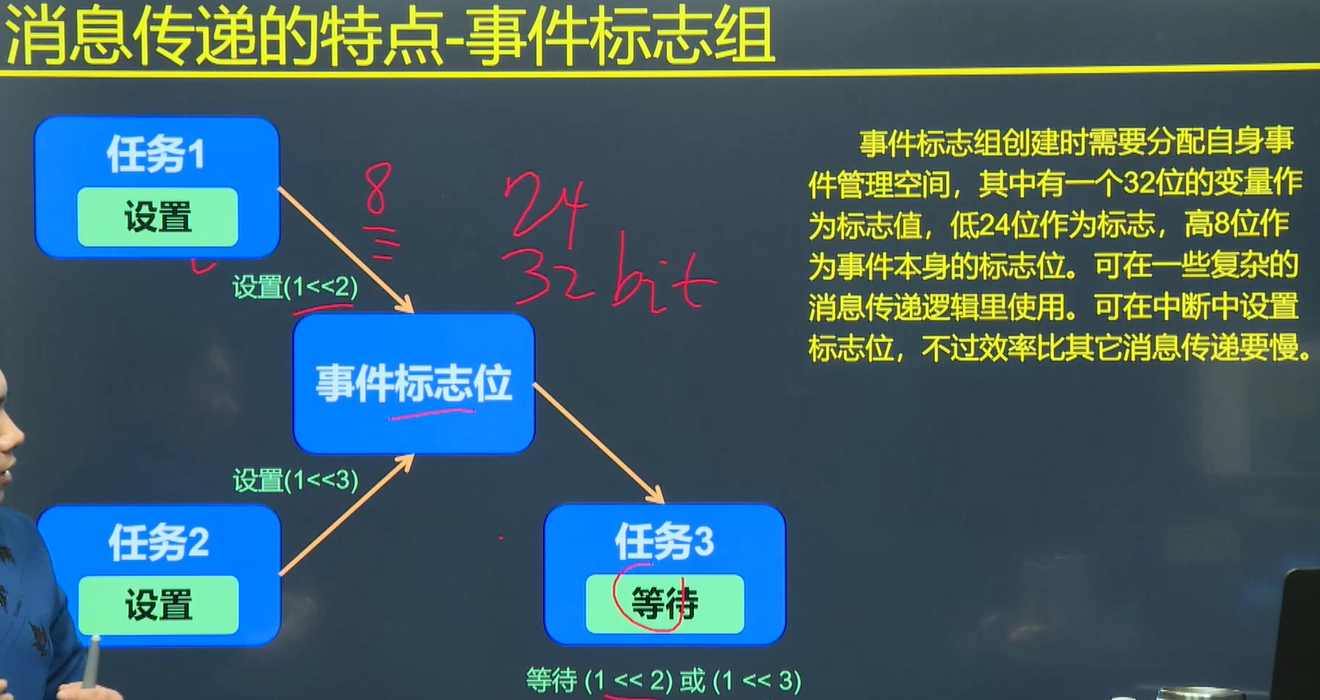 消息传递的特点-事件标志组
任务1
设置
设置(1<<2)
8
24
32bit
事件标志位
设置(1<<3)
任务2
设置
任务3
等待
等待 (1 << 2) 或 (1 << 3)
事件标志组创建时需要分配自身事
件管理空间，其中有一个32位的变量作
为标志值，低24位作为标志，高8位作
为事件本身的标志位。可在一些复杂的
消息传递逻辑里使用。可在中断中设置
标志位，不过效率比其它消息传递要慢。